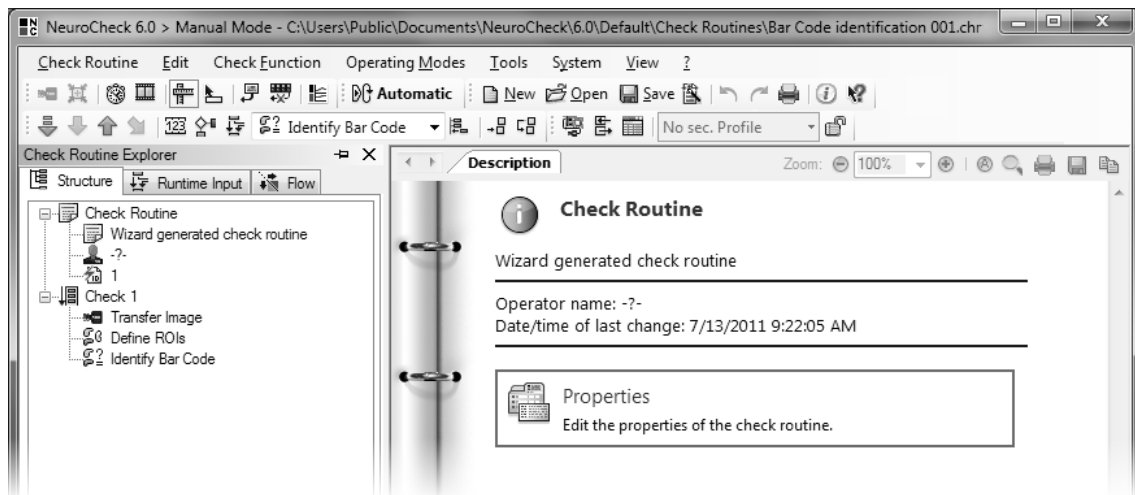 NeuroCheck 6.0 > Manual Mode - C:\Users\Public\Documents\NeuroCheck\6.0\Default\Check Routines\Bar Code identification 001.chr
Check Routine Edit Check Function Operating Modes Tools System View ?
Automatic New Open Save
123 Identify Bar Code No sec. Profile
Check Routine Explorer
Structure Runtime Input Flow
Check Routine
Wizard generated check routine
-?-
1
Check 1
Transfer Image
Define ROIs
Identify Bar Code
Description Zoom: 100%
Check Routine
Wizard generated check routine
Operator name: -?-
Date/time of last change: 7/13/2011 9:22:05 AM
Properties
Edit the properties of the check routine.